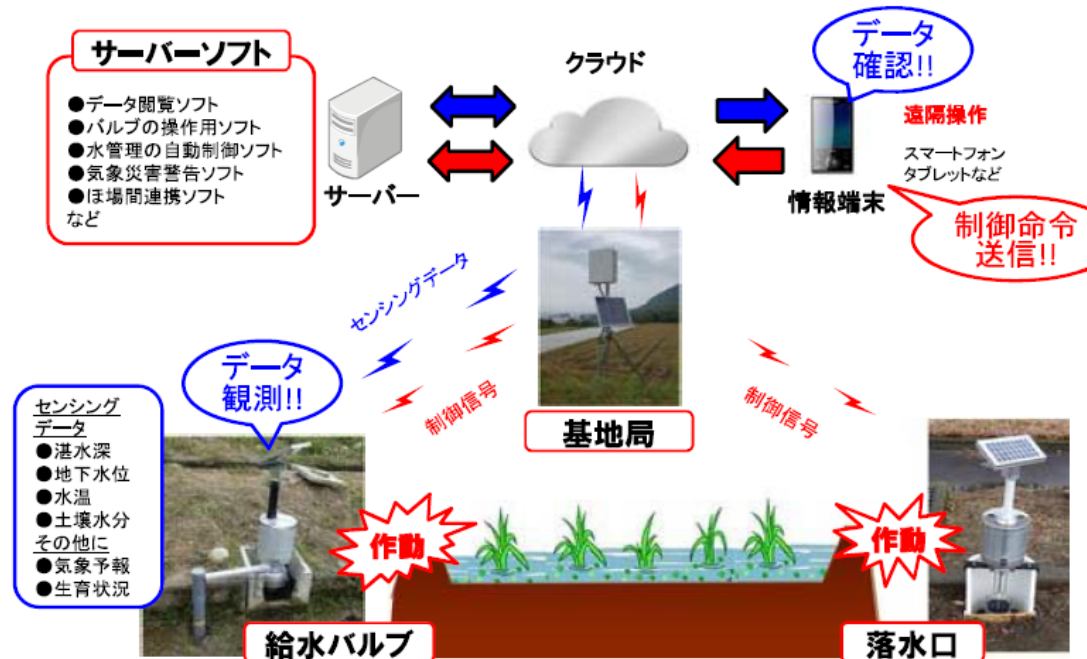 サーバーソフト
●データ閲覧ソフト
●バルブの操作用ソフト
●水管理の自動制御ソフト
●気象災害警告ソフト
●ほ場間連携ソフト
など
サーバー
クラウド
データ
確認!!
遠隔操作
スマートフォン
タブレットなど
情報端末
制御命令
送信!!
センシングデータ
制御信号
基地局
制御信号
データ
観測!!
センシング
データ
●湛水深
●地下水位
●水温
●土壌水分
その他に
●気象予報
●生育状況
作動
作動
給水バルブ
落水口